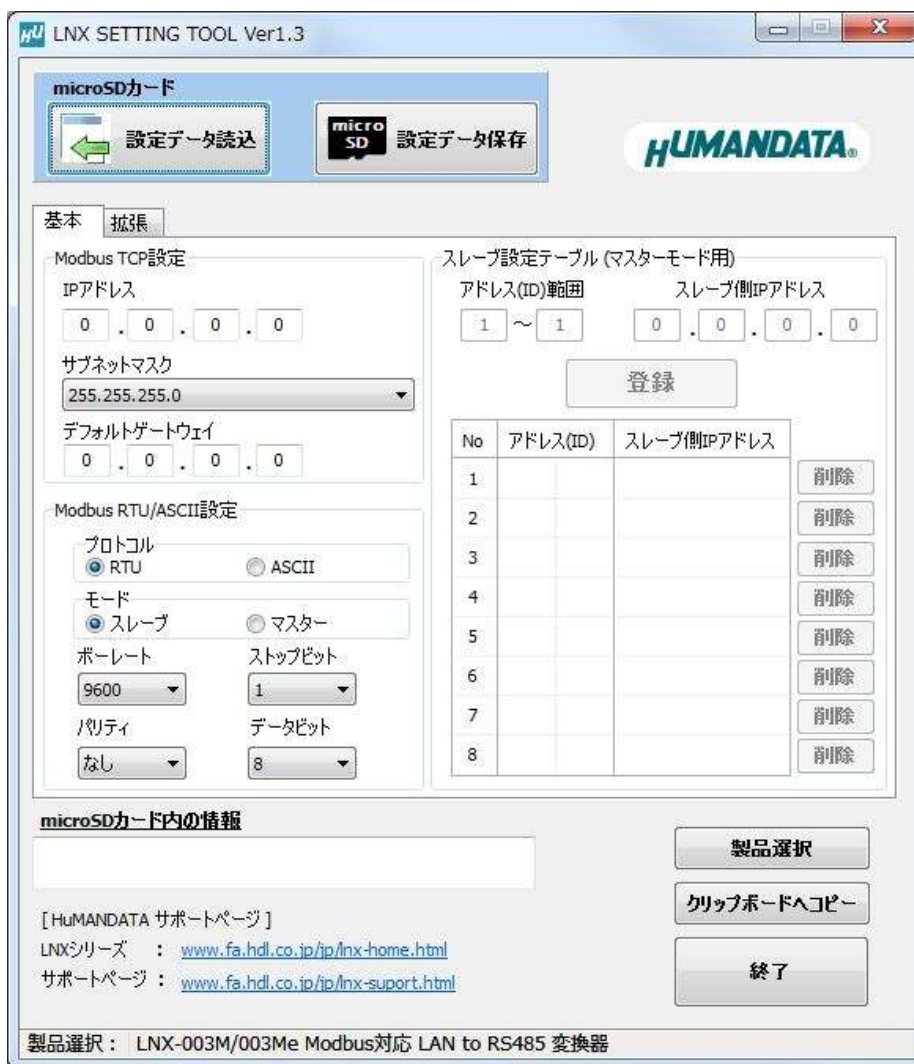 LNX SETTING TOOL Ver1.3
microSDカード
設定データ読込
micro SD 設定データ保存
HUMANDATA®
基本 拡張
Modbus TCP設定
IPアドレス
0 . 0 . 0 . 0
サブネットマスク
255.255.255.0
デフォルトゲートウェイ
0 . 0 . 0 . 0
Modbus RTU/ASCII設定
プロトコル
RTU ASCII
モード
スレーブ マスター
ボーレート ストップビット
9600 1
パリティ データビット
なし 8
スレーブ設定テーブル (マスターモード用)
アドレス(ID)範囲 スレーブ側IPアドレス
1 ～ 1 0 . 0 . 0 . 0
登録
No アドレス(ID) スレーブ側IPアドレス
1 削除
2 削除
3 削除
4 削除
5 削除
6 削除
7 削除
8 削除
microSDカード内の情報
[ HuMANDATA サポートページ ]
LNXシリーズ : www.fa.hdl.co.jp/jp/lnx-home.html
サポートページ : www.fa.hdl.co.jp/jp/lnx-suport.html
製品選択
クリップボードへコピー
終了
製品選択 : LNX-003M/003Me Modbus対応 LAN to RS485 変換器